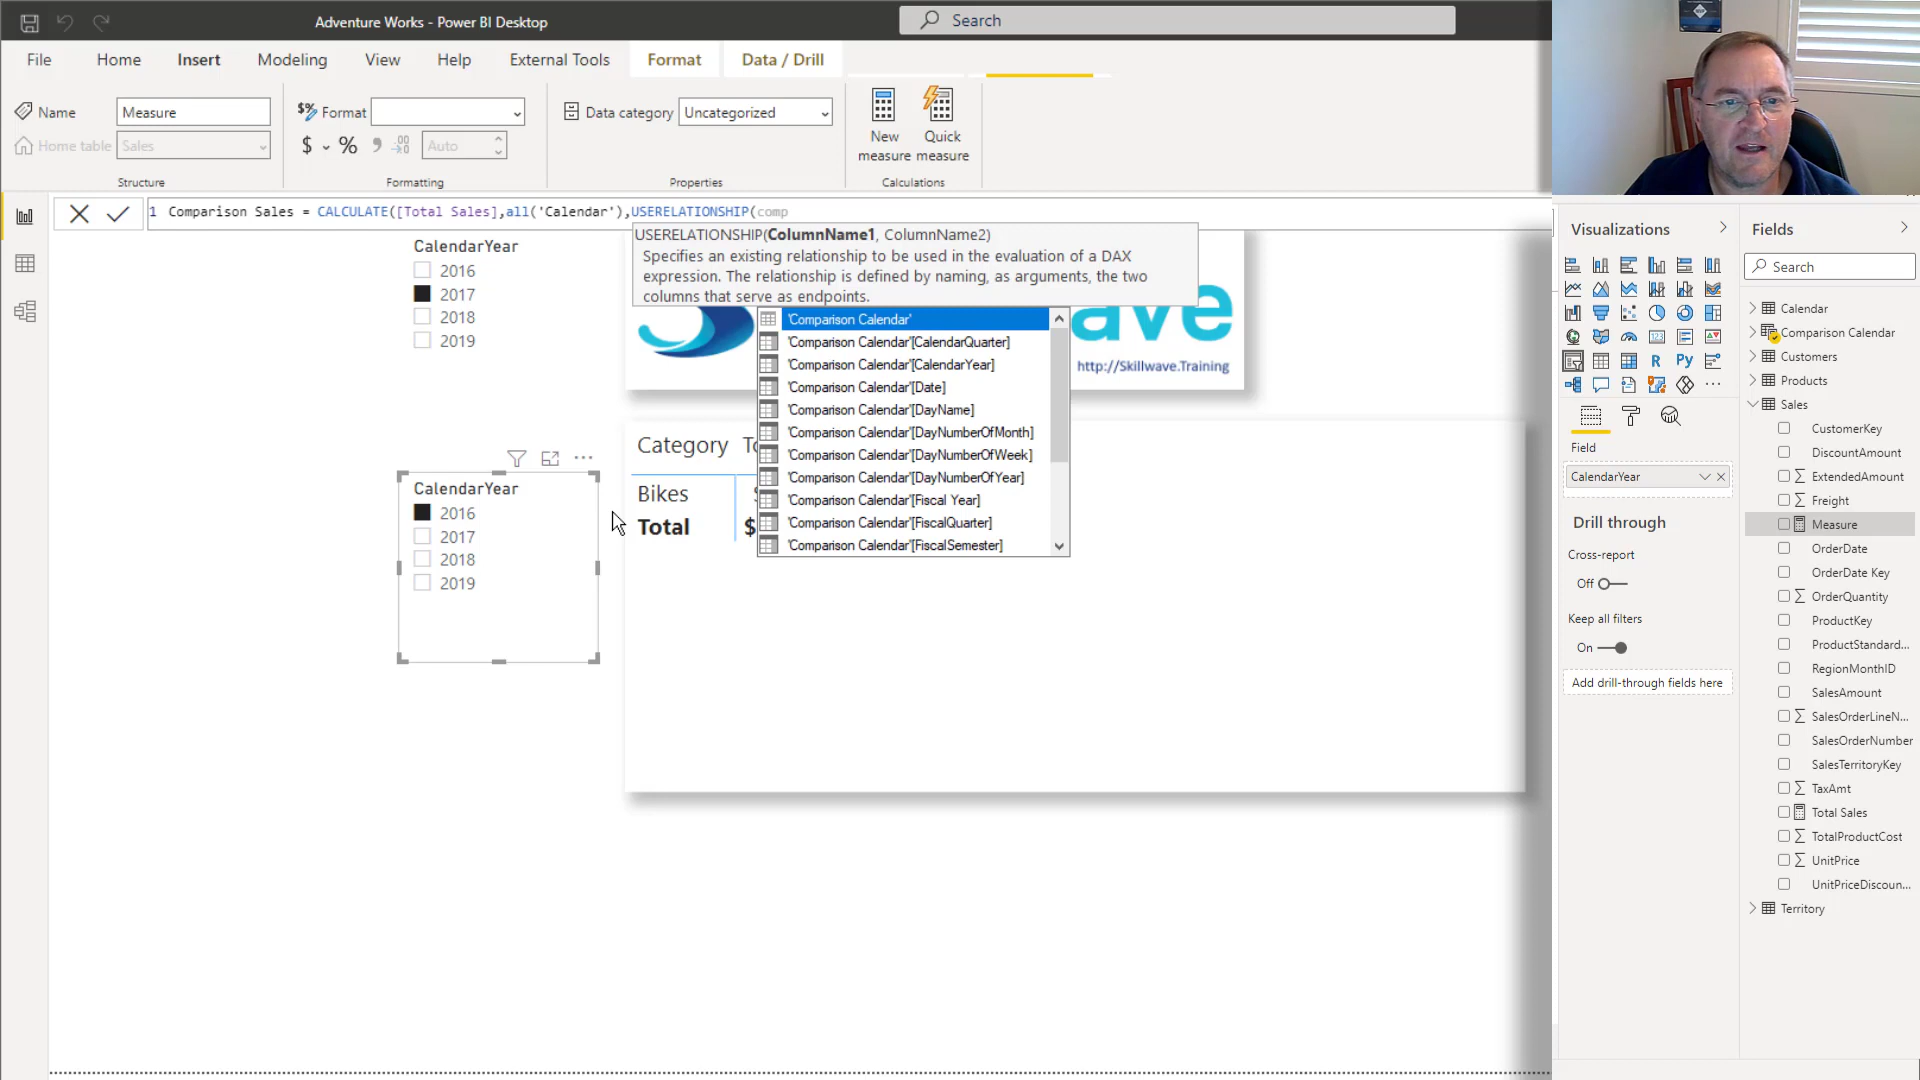 Adventure Works - Power BI Desktop
Search
File
Home
Insert
Modeling
View
Help
External Tools
Format
Data / Drill
Name
Measure
Home table
Sales
Structure
Format
$
%
Auto
Formatting
Data category
Uncategorized
Properties
New
measure
Quick
measure
Calculations
1 Comparison Sales = CALCULATE([Total Sales],all('Calendar'),USERELATIONSHIP(comp
USERELATIONSHIP(ColumnName1, ColumnName2)
Specifies an existing relationship to be used in the evaluation of a DAX
expression. The relationship is defined by naming, as arguments, the two
columns that serve as endpoints.
'Comparison Calendar'
'Comparison Calendar'[CalendarQuarter]
'Comparison Calendar'[CalendarYear]
'Comparison Calendar'[Date]
'Comparison Calendar'[DayName]
'Comparison Calendar'[DayNumberOfMonth]
'Comparison Calendar'[DayNumberOfWeek]
'Comparison Calendar'[DayNumberOfYear]
'Comparison Calendar'[Fiscal Year]
'Comparison Calendar'[FiscalQuarter]
'Comparison Calendar'[FiscalSemester]
CalendarYear
2016
2017
2018
2019
http://Skillwave.Training
CalendarYear
2016
2017
2018
2019
Category
Bikes
Total
$
Visualizations
R
Py
Field
CalendarYear
Drill through
Cross-report
Off
Keep all filters
On
Add drill-through fields here
Fields
Search
Calendar
Comparison Calendar
Customers
Products
Sales
CustomerKey
DiscountAmount
ExtendedAmount
Freight
Measure
OrderDate
OrderDate Key
OrderQuantity
ProductKey
ProductStandard...
RegionMonthID
SalesAmount
SalesOrderLineN...
SalesOrderNumber
SalesTerritoryKey
TaxAmt
Total Sales
TotalProductCost
UnitPrice
UnitPriceDiscoun...
Territory